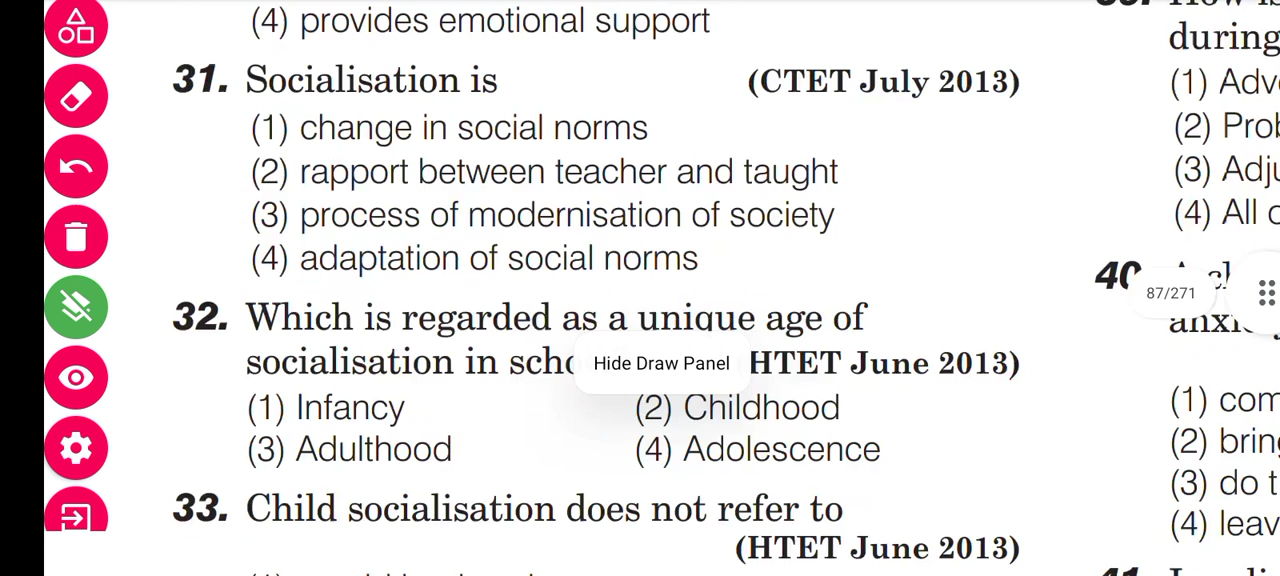 (4) provides emotional support
31. Socialisation is (CTET July 2013)
(1) change in social norms
(2) rapport between teacher and taught
(3) process of modernisation of society
(4) adaptation of social norms
32. Which is regarded as a unique age of
socialisation in scho HTET June 2013)
(1) Infancy (2) Childhood
(3) Adulthood (4) Adolescence
33. Child socialisation does not refer to
(HTET June 2013)
Hide Draw Panel
during
(1) Adv
(2) Prob
(3) Adju
(4) All
40
87/271
anxi
(1) com
(2) bring
(3) do t
(4) leav